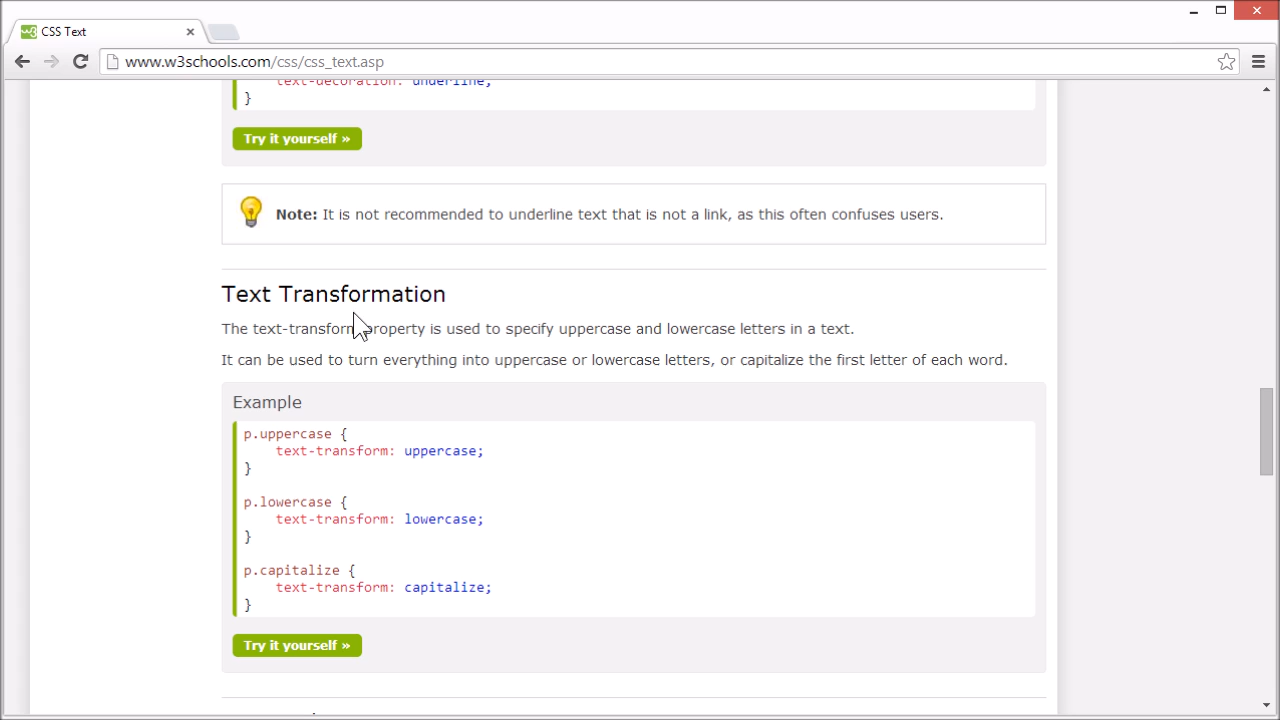 CSS Text
www.w3schools.com/css/css_text.asp
text-decoration: underline;
}
Try it yourself »
Note: It is not recommended to underline text that is not a link, as this often confuses users.
Text Transformation
The text-transform property is used to specify uppercase and lowercase letters in a text.
It can be used to turn everything into uppercase or lowercase letters, or capitalize the first letter of each word.
Example
p.uppercase {
    text-transform: uppercase;
}
p.lowercase {
    text-transform: lowercase;
}
p.capitalize {
    text-transform: capitalize;
}
Try it yourself »